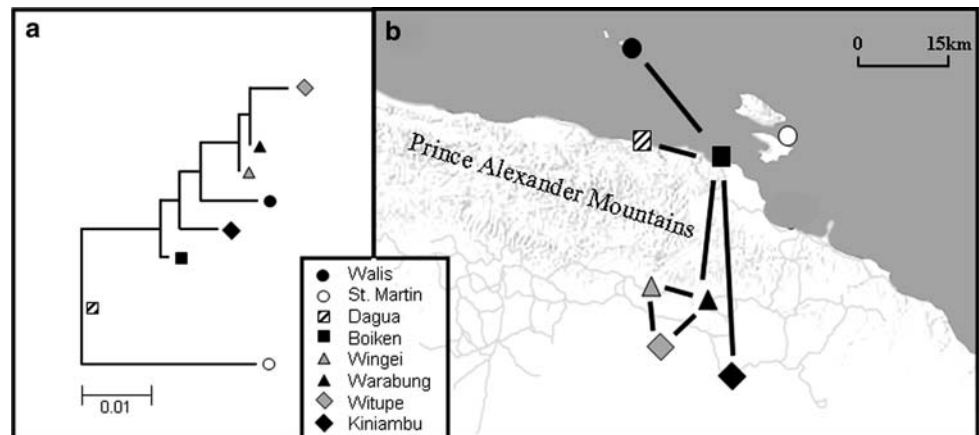 a
0.01
Walis
St. Martin
Dagua
Boiken
Wingei
Warabung
Witupe
Kiniambu
b
0 15km
Prince Alexander Mountains